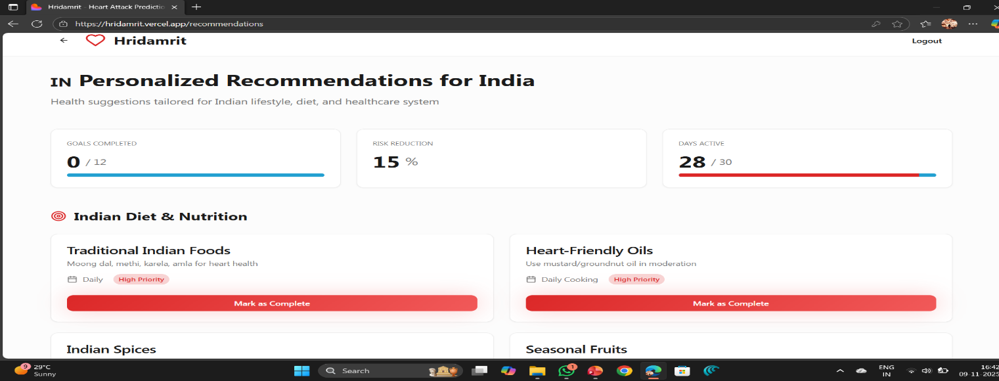 Hridamrit - Heart Attack Predictio
https://hridamrit.vercel.app/recommendations
Hridamrit
Logout
IN Personalized Recommendations for India
Health suggestions tailored for Indian lifestyle, diet, and healthcare system
GOALS COMPLETED
0 / 12
RISK REDUCTION
15 %
DAYS ACTIVE
28 / 30
Indian Diet & Nutrition
Traditional Indian Foods
Moong dal, methi, karela, amla for heart health
Daily High Priority
Mark as Complete
Heart-Friendly Oils
Use mustard/groundnut oil in moderation
Daily Cooking High Priority
Mark as Complete
Indian Spices
Seasonal Fruits
9
29°C
Sunny
Search
1
ENG
IN
16:42
09-11-2025